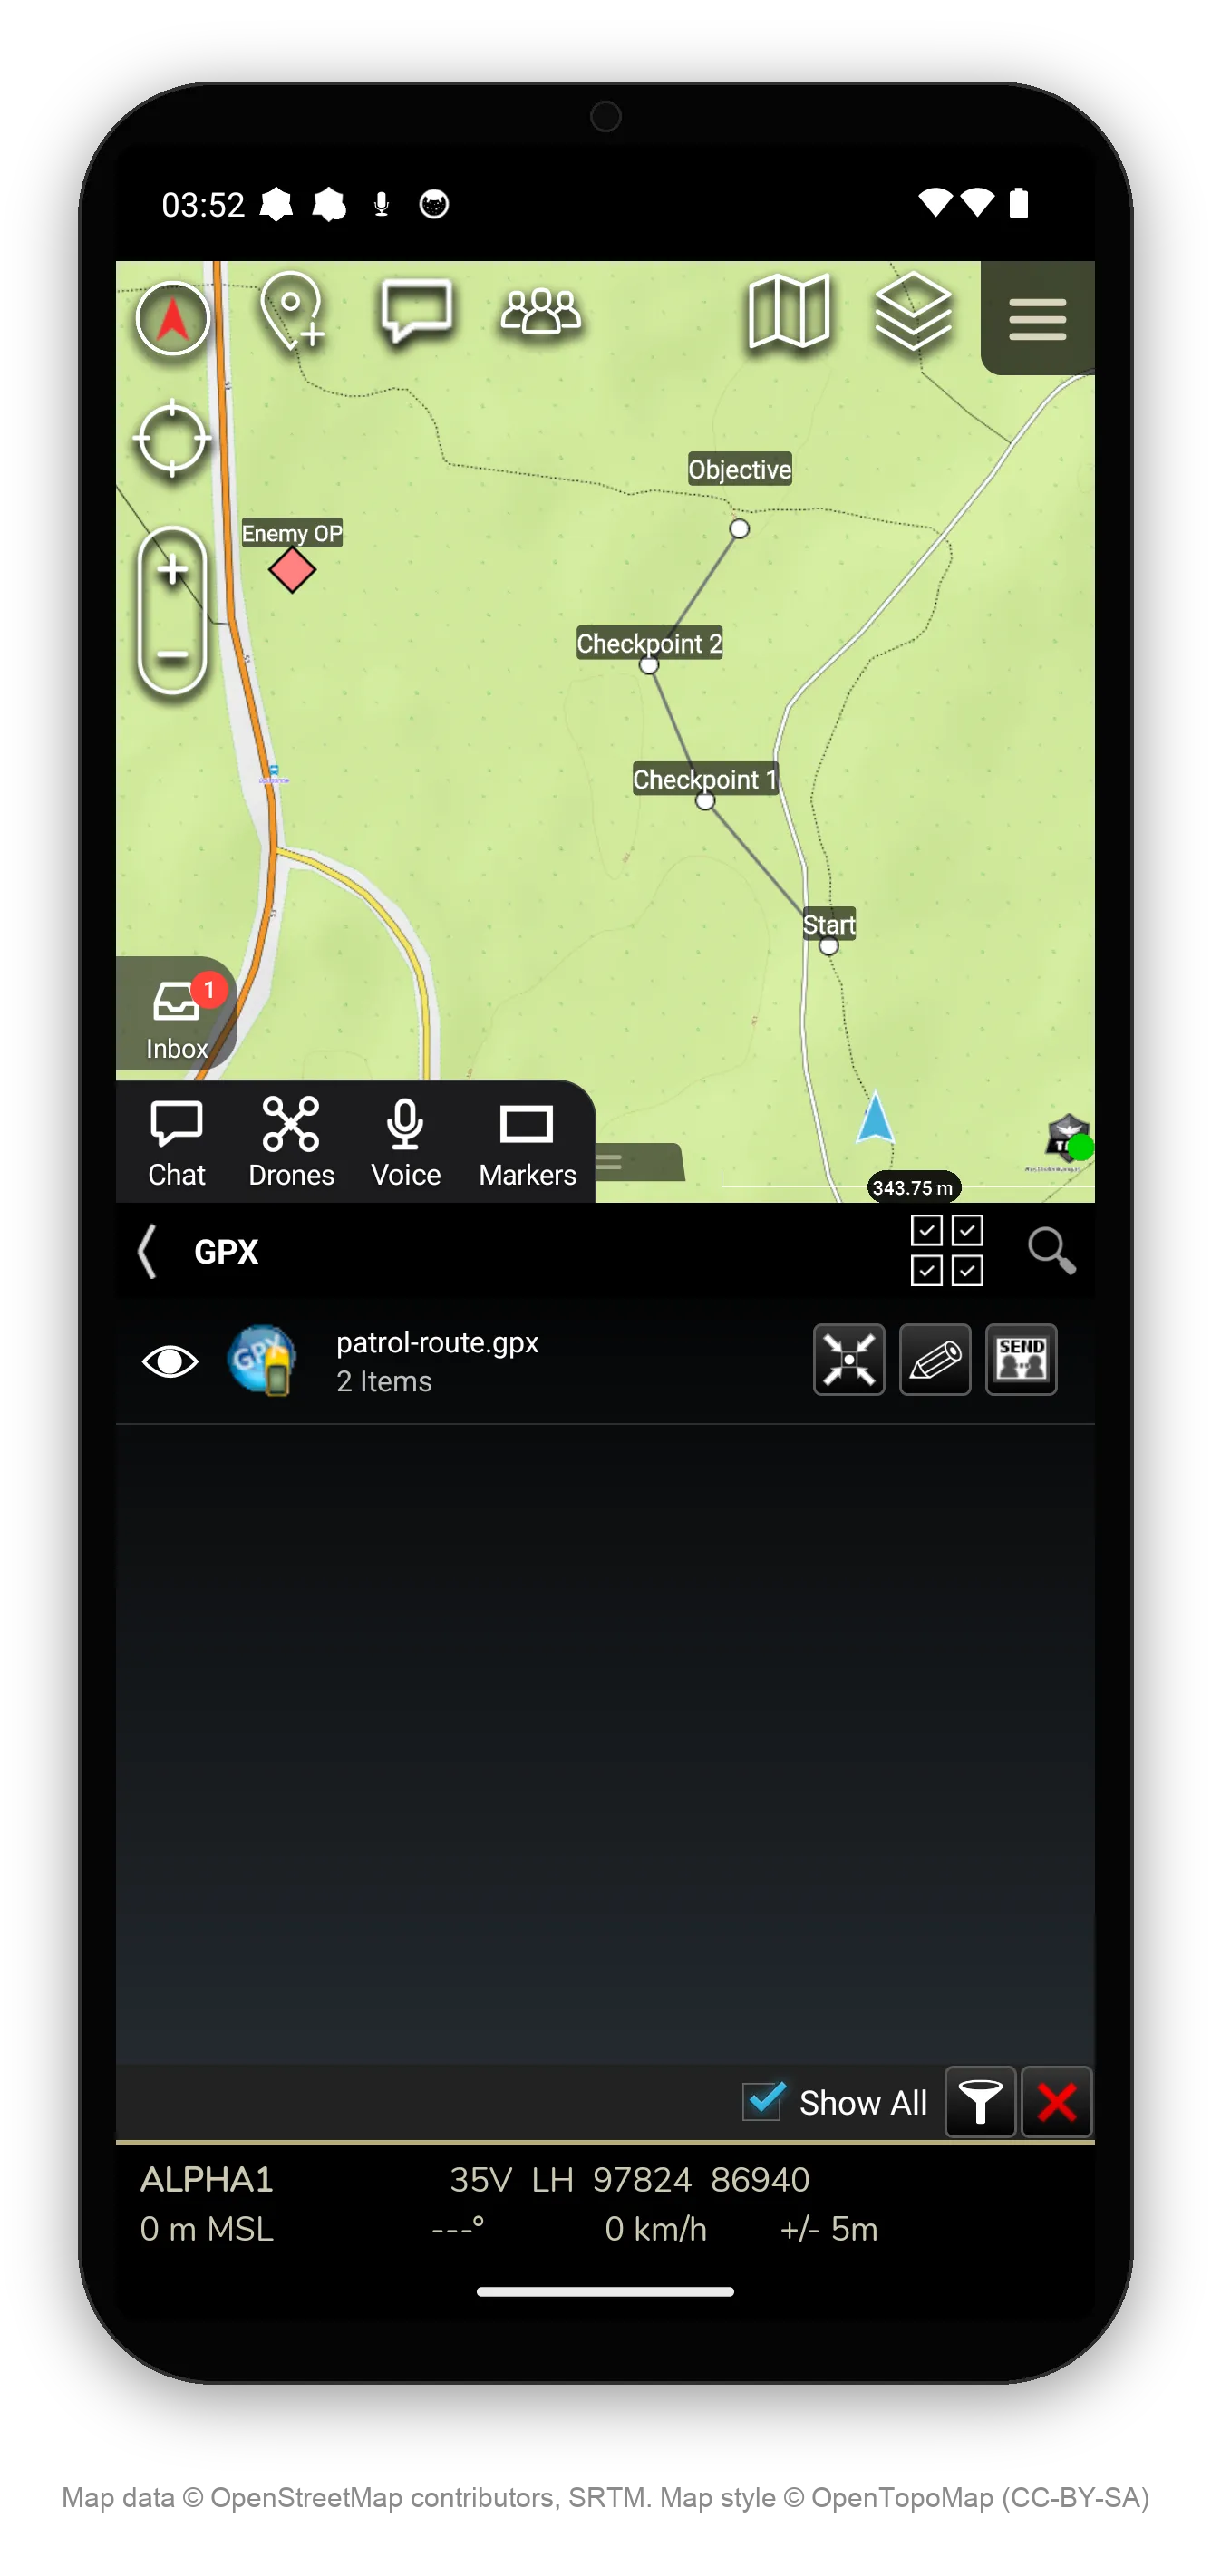 03:52
Objective
Enemy OP
Checkpoint 2
Checkpoint 1
Start
1
Inbox
Chat
Drones
Voice
Markers
343.75 m
GPX
GPX
patrol-route.gpx
2 Items
SEND
Show All
ALPHA1
35V LH 97824 86940
0 m MSL
---°
0 km/h
+/- 5m
Map data © OpenStreetMap contributors, SRTM. Map style © OpenTopoMap (CC-BY-SA)